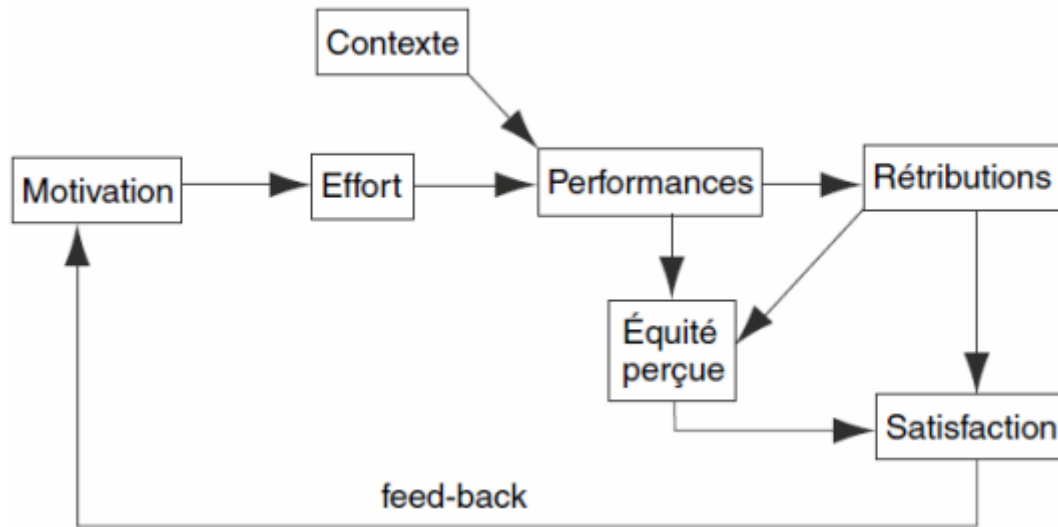 Contexte
Motivation
Effort
Performances
Rétributions
Équité
perçue
Satisfaction
feed-back